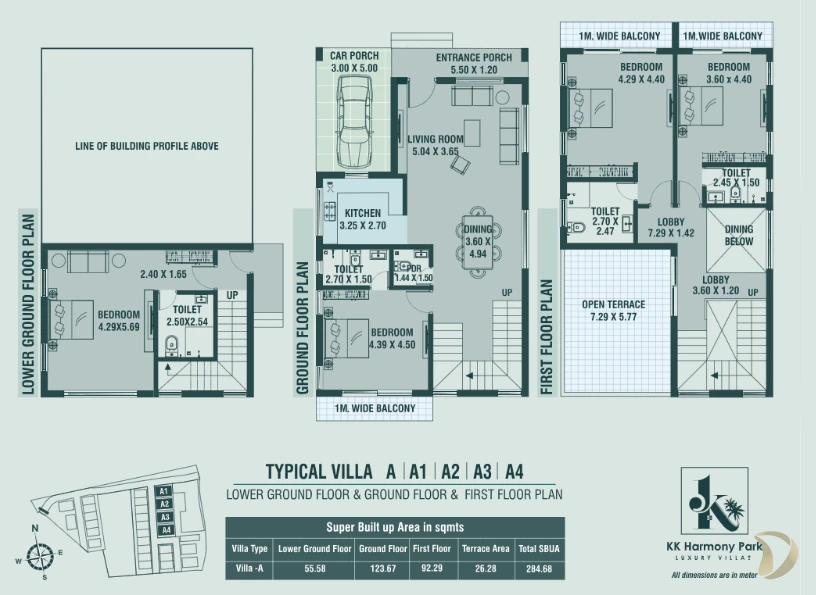 LOWER GROUND FLOOR PLAN
LINE OF BUILDING PROFILE ABOVE
2.40 X 1.65
UP
BEDROOM
4.29X5.69
TOILET
2.50X2.54
GROUND FLOOR PLAN
CAR PORCH
3.00 X 5.00
ENTRANCE PORCH
5.50 X 1.20
LIVING ROOM
5.04 X 3.65
KITCHEN
3.25 X 2.70
DINING
3.60 X
4.94
TOILET
2.70 X 1.50
PDR
1.44 X 1.50
UP
BEDROOM
4.39 X 4.50
1M. WIDE BALCONY
FIRST FLOOR PLAN
1M. WIDE BALCONY
1M. WIDE BALCONY
BEDROOM
4.29 X 4.40
BEDROOM
3.60 X 4.40
TOILET
2.45 X 1.50
TOILET
2.70 X
2.47
LOBBY
7.29 X 1.42
DINING
BELOW
LOBBY
3.60 X 1.20
UP
OPEN TERRACE
7.29 X 5.77
TYPICAL VILLA A | A1 | A2 | A3 | A4
LOWER GROUND FLOOR & GROUND FLOOR & FIRST FLOOR PLAN
Super Built up Area in sqmts
Villa Type Lower Ground Floor Ground Floor First Floor Terrace Area Total SBUA
Villa -A 55.58 123.67 92.29 26.28 284.68
A1
A2
A3
A4
N
E
W
S
KK Harmony Park
LUXURY VILLAS
All dimensions are in meter